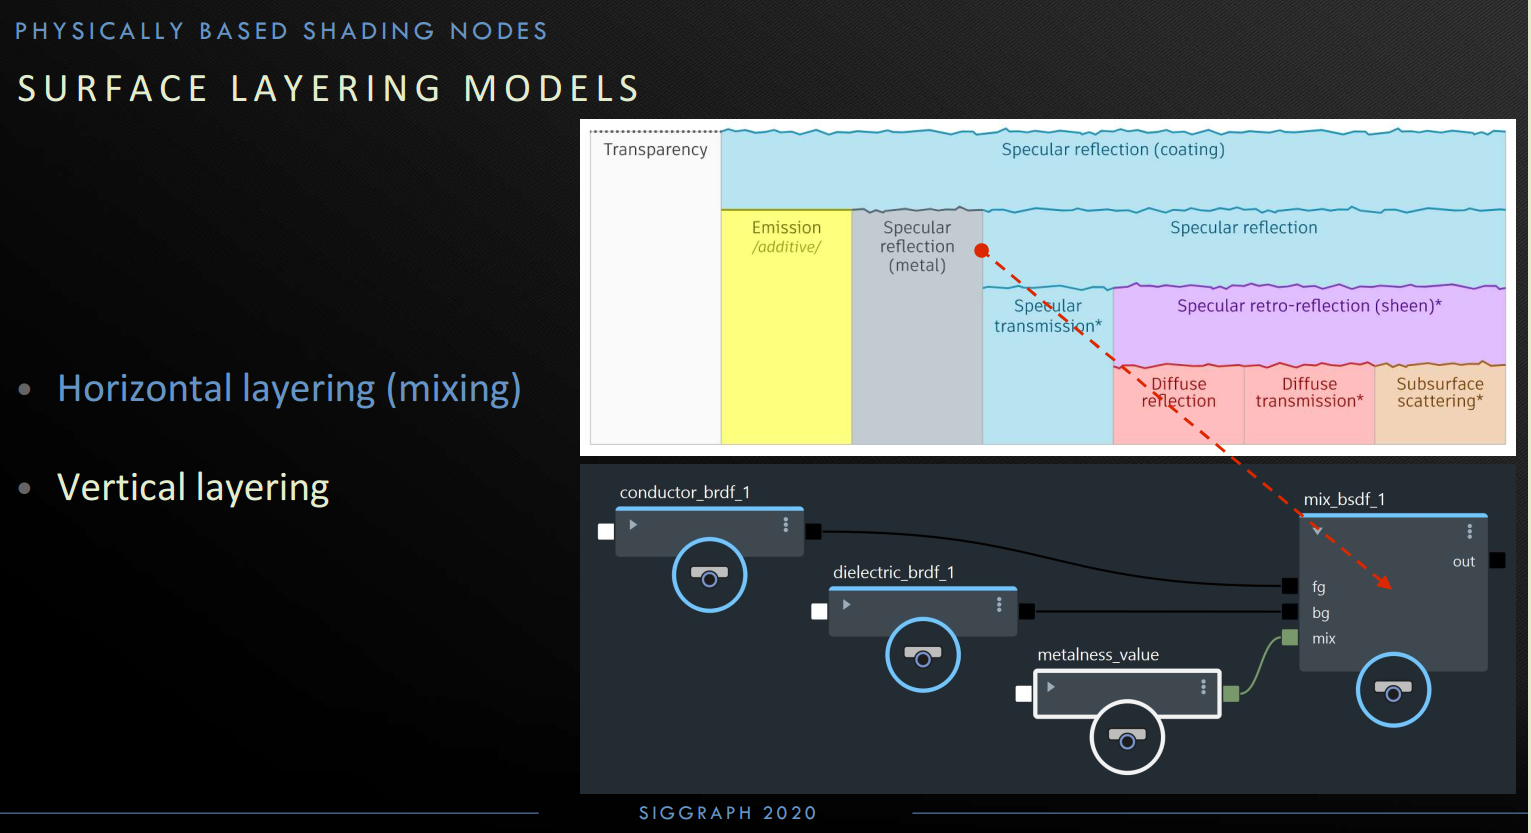 PHYSICALLY BASED SHADING NODES
SURFACE LAYERING MODELS
• Horizontal layering (mixing)
• Vertical layering
Transparency
Specular reflection (coating)
Emission
/additive/
Specular
reflection
(metal)
Specular reflection
Specular
transmission*
Specular retro-reflection (sheen)*
Diffuse
reflection
Diffuse
transmission*
Subsurface
scattering*
conductor_brdf_1
dielectric_brdf_1
metalness_value
mix_bsdf_1
out
fg
bg
mix
SIGGRAPH 2020